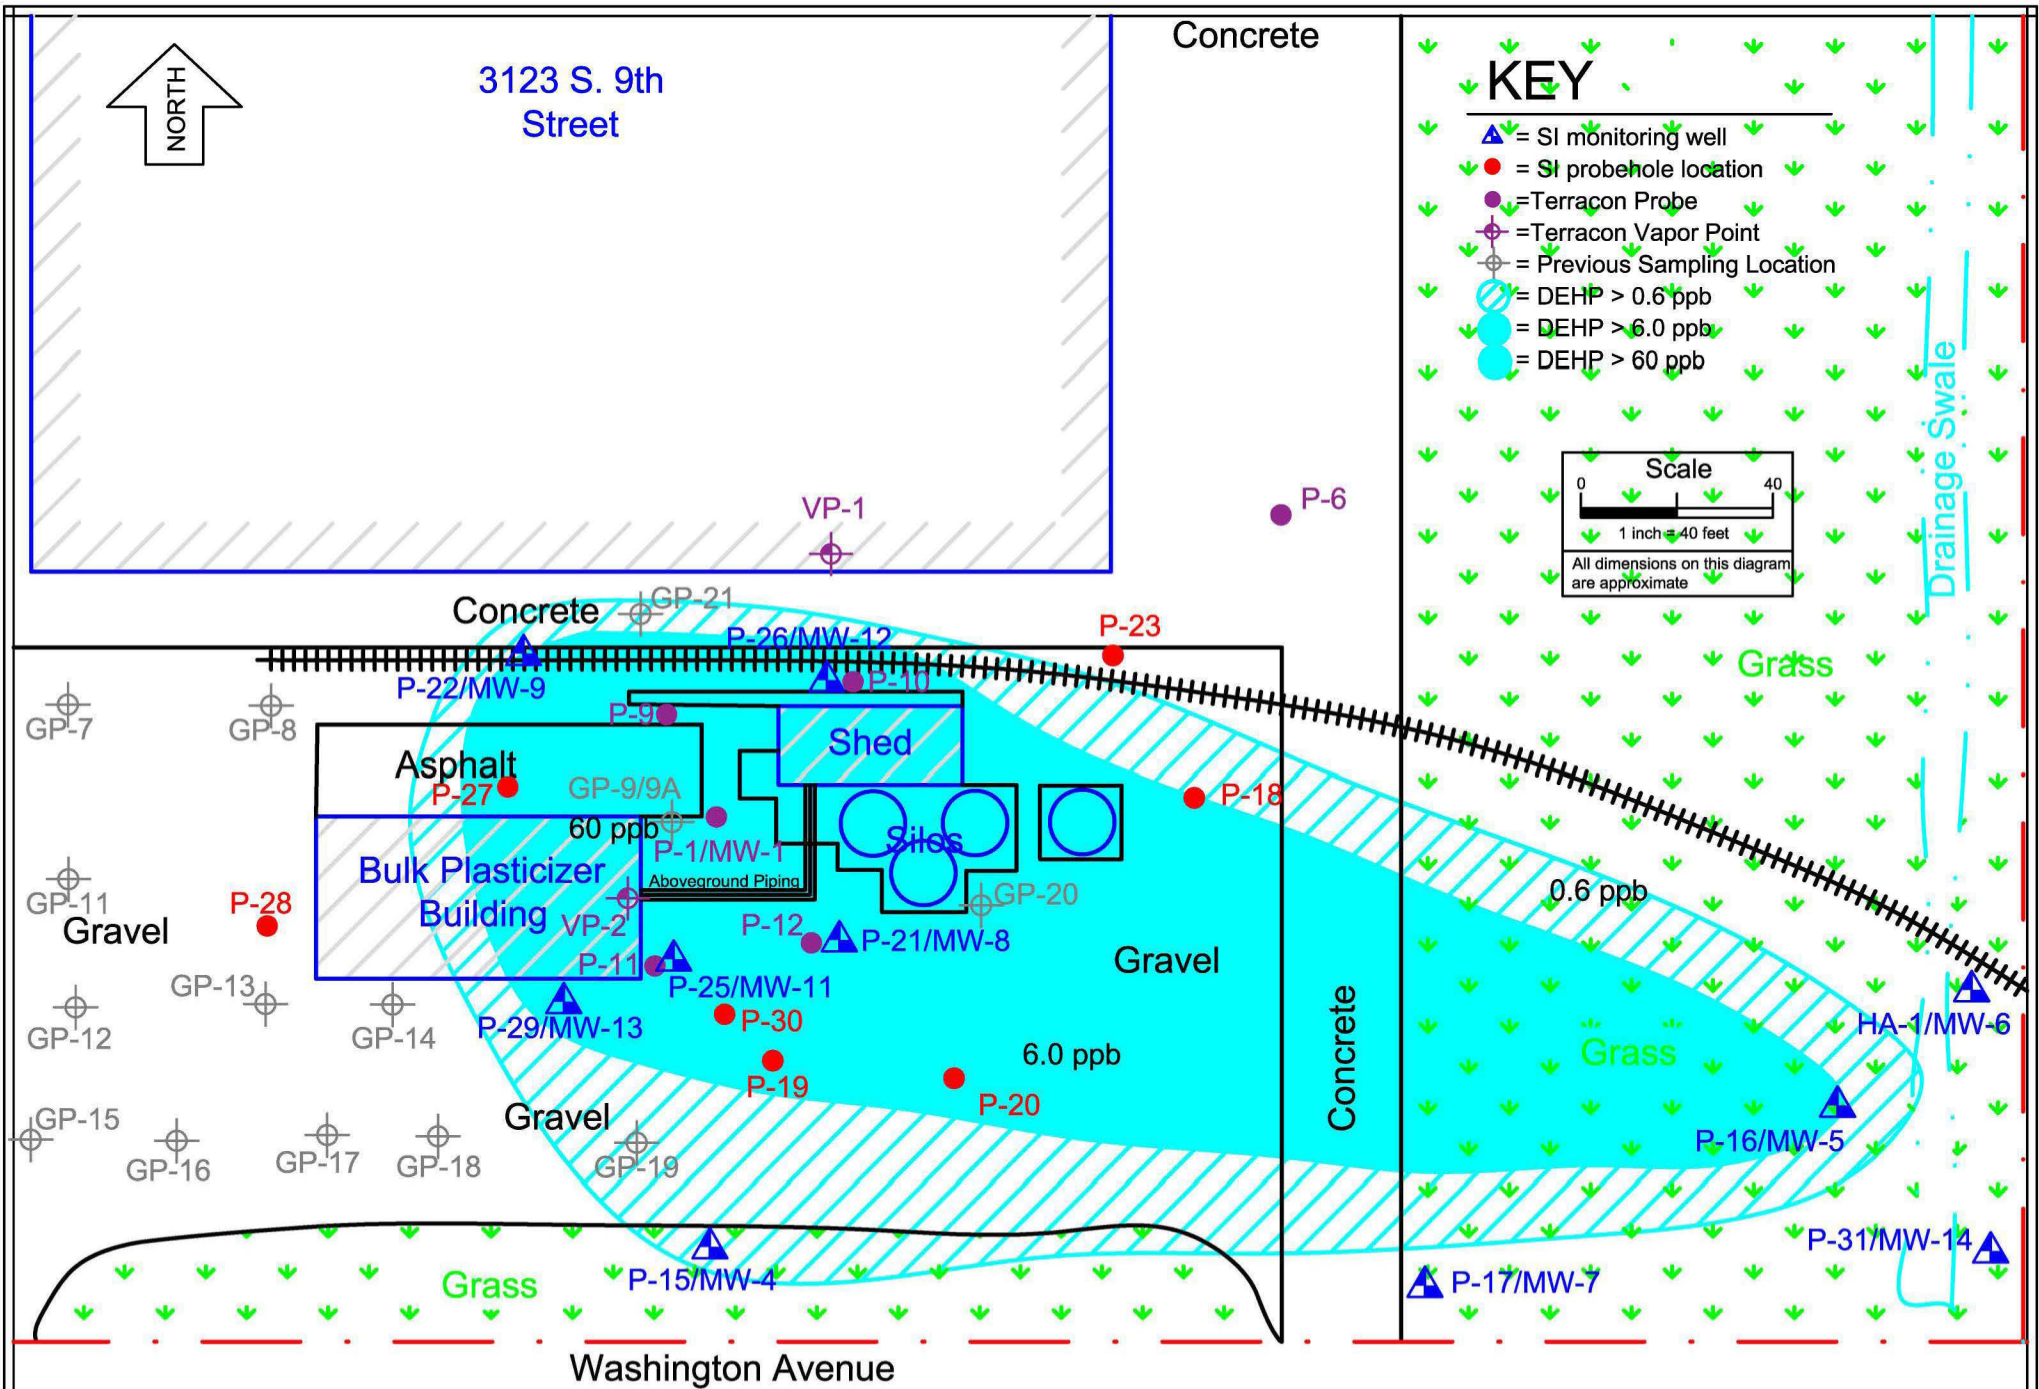 Concrete
NORTH
3123 S. 9th
Street
KEY
= SI monitoring well
= SI probehole location
=Terracon Probe
=Terracon Vapor Point
= Previous Sampling Location
= DEHP > 0.6 ppb
= DEHP > 6.0 ppb
= DEHP > 60 ppb
Scale
0 40
1 inch = 40 feet
All dimensions on this diagram
are approximate
Drainage Swale
VP-1
P-6
Concrete
GP-21
P-26/MW-12
P-23
Grass
P-22/MW-9
P-10
GP-7
GP-8
P-9
Shed
Asphalt
P-27
GP-9/9A
P-18
60 ppb
Silos
P-1/MW-1
Bulk Plasticizer
Building
Aboveground Piping
GP-11
P-28
Gravel
VP-2
P-12
GP-20
0.6 ppb
P-21/MW-8
Gravel
P-11
P-25/MW-11
GP-13
GP-12
GP-14
P-29/MW-13
P-30
HA-1/MW-6
Concrete
6.0 ppb
Grass
P-19
P-20
GP-15
Gravel
P-16/MW-5
GP-16
GP-17
GP-18
GP-19
P-31/MW-14
Grass
P-15/MW-4
P-17/MW-7
Washington Avenue